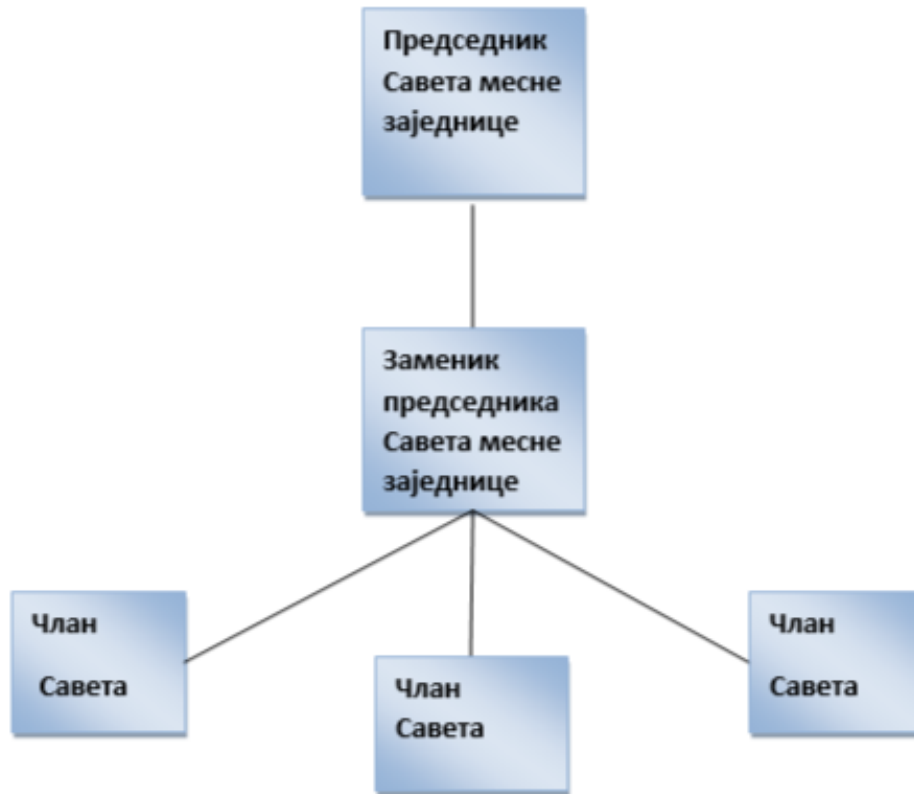 Председник
Савета месне
заједнице
Заменик
председника
Савета месне
заједнице
Члан
Савета
Члан
Савета
Члан
Савета